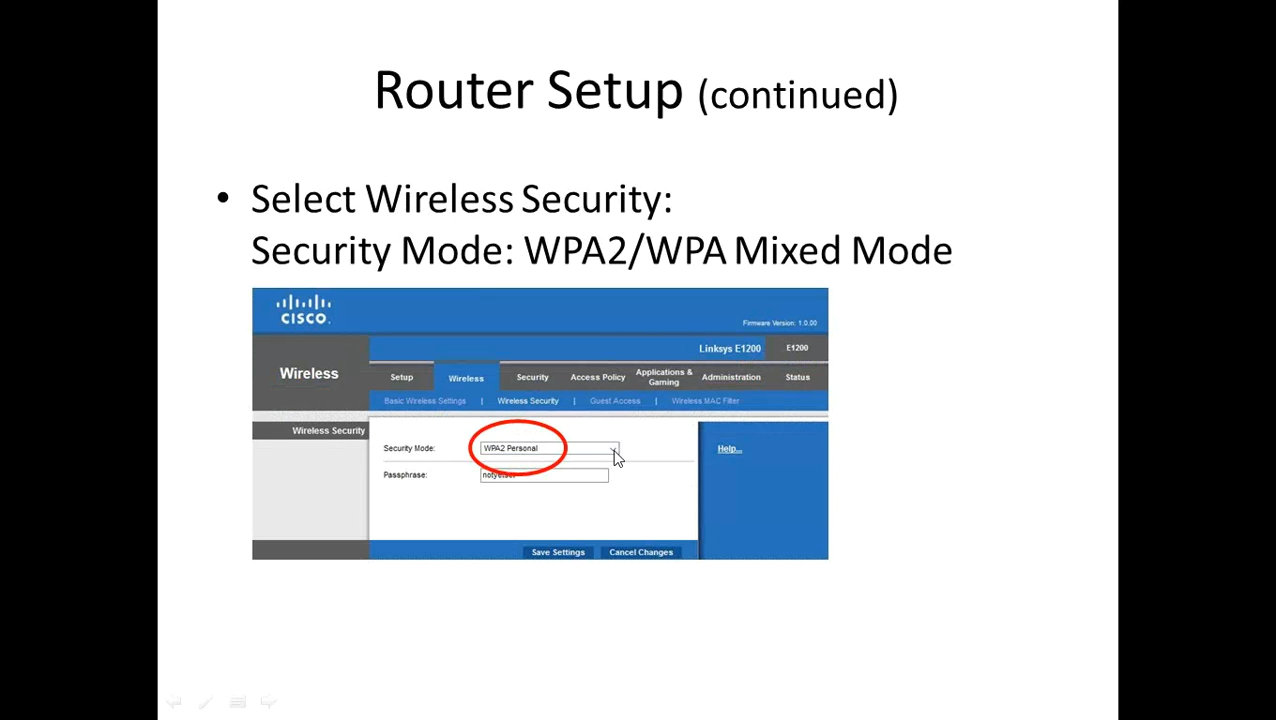 Router Setup (continued)
• Select Wireless Security:
Security Mode: WPA2/WPA Mixed Mode
CISCO.
Firmware Version: 1.0.00
Linksys E1200 E1200
Wireless
Setup Wireless Security Access Policy Applications & Gaming Administration Status
Basic Wireless Settings | Wireless Security | Guest Access | Wireless MAC Filter
Wireless Security
Security Mode: WPA2 Personal
Help...
Passphrase:
Save Settings Cancel Changes